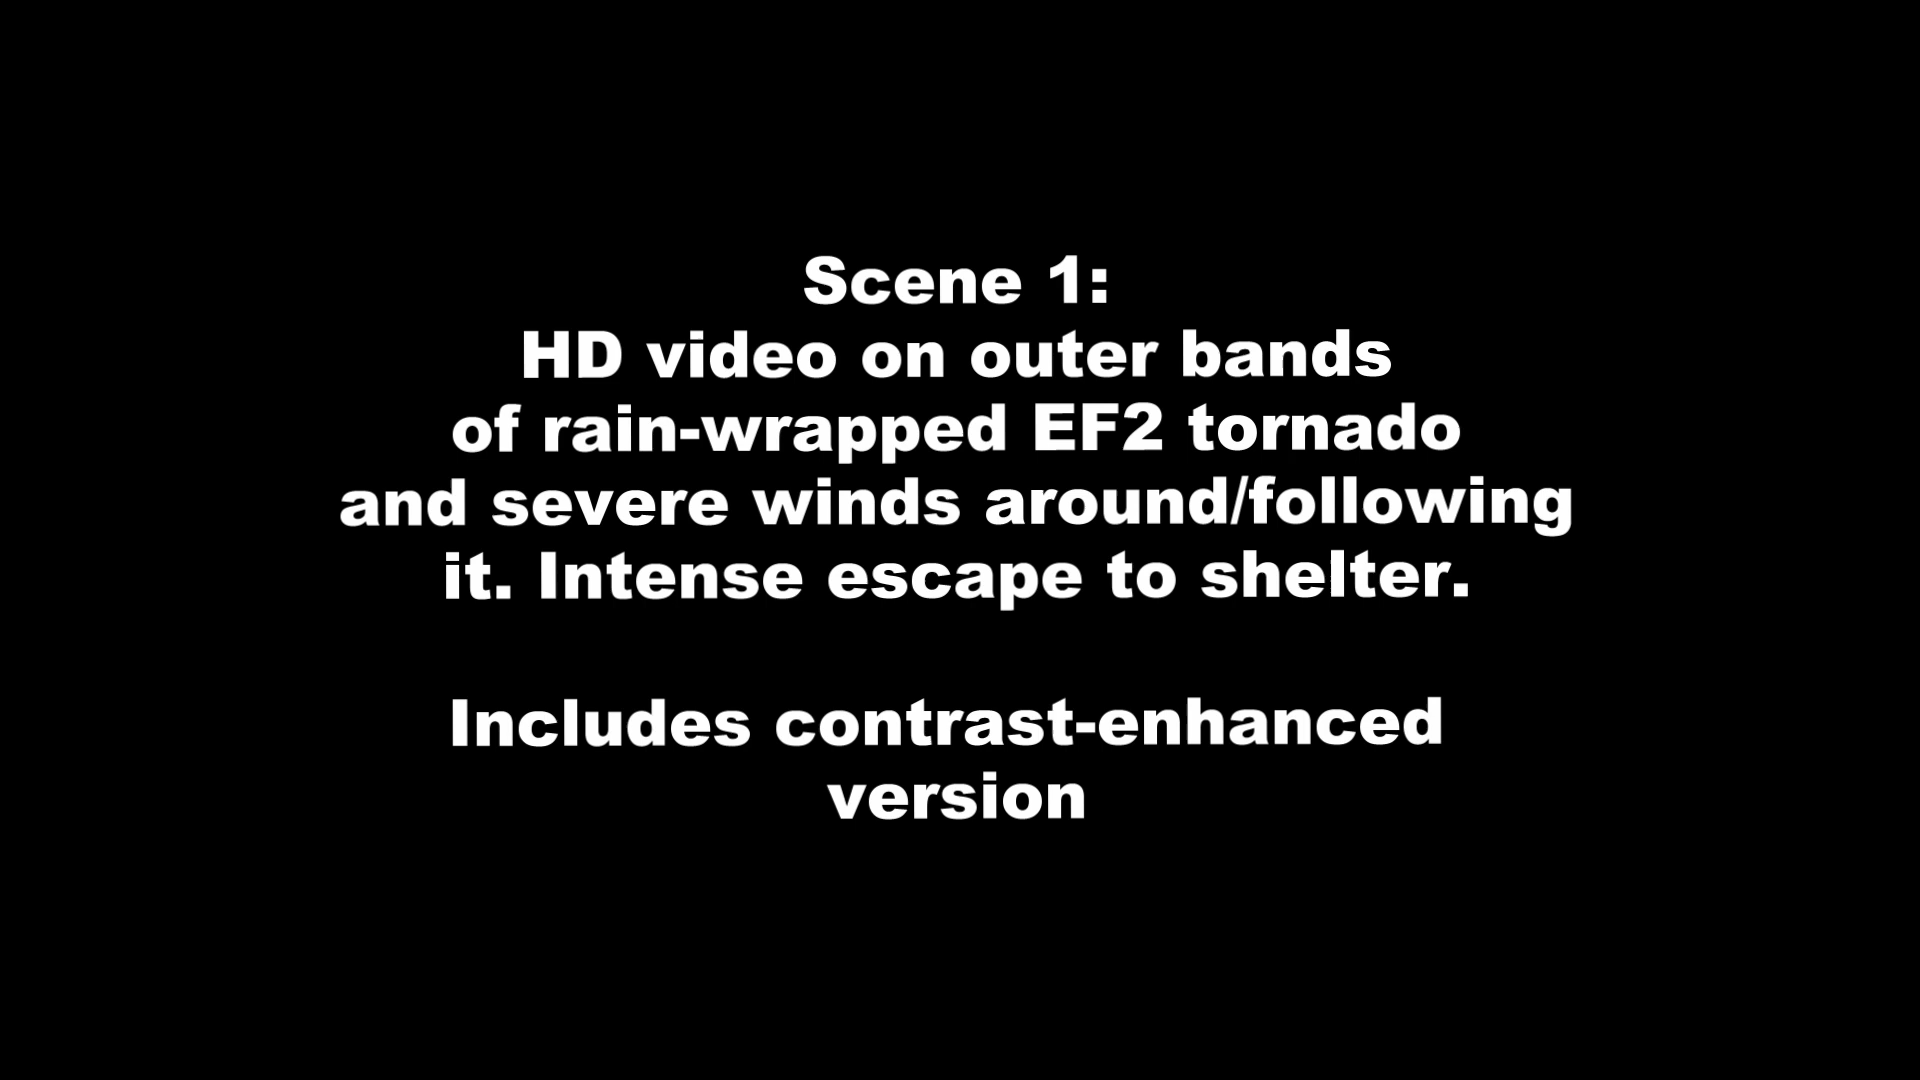 Scene 1:
HD video on outer bands
of rain-wrapped EF2 tornado
and severe winds around/following
it. Intense escape to shelter.
Includes contrast-enhanced
version